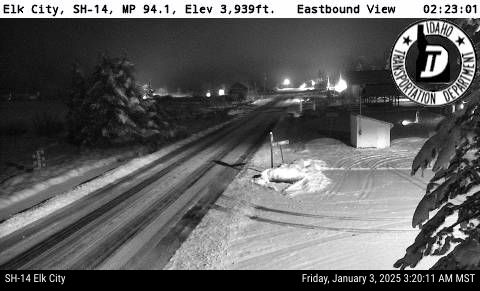 Elk City, SH-14, MP 94.1, Elev 3,939ft. Eastbound View 02:23:01
IDAHO
TRANSPORTATION DEPARTMENT
SH-14 Elk City Friday, January 3, 2025 3:20:11 AM MST